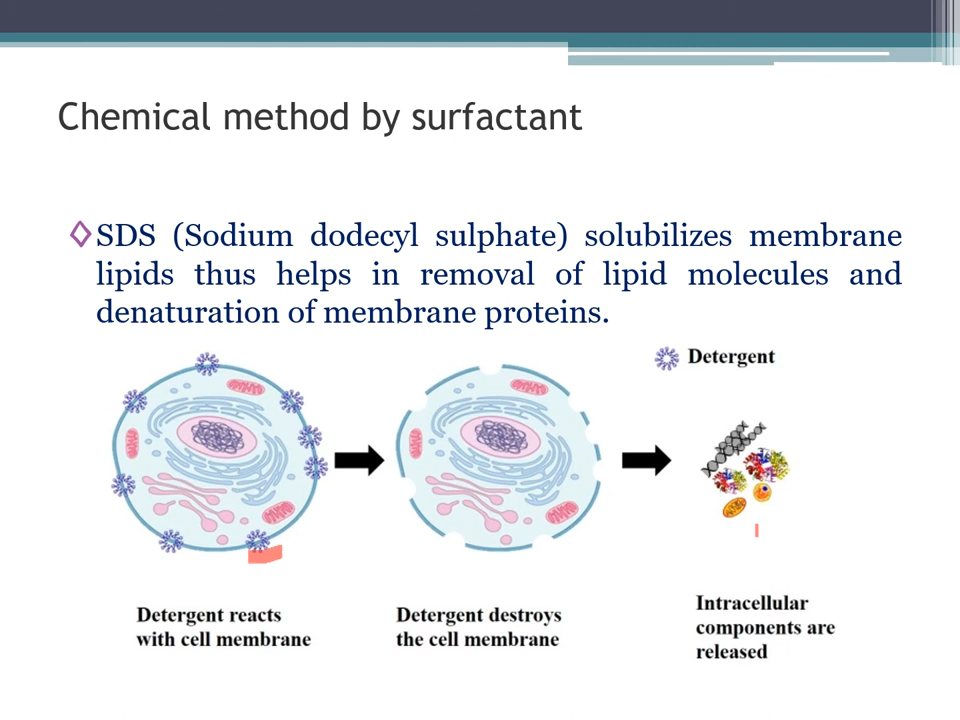 Chemical method by surfactant
SDS (Sodium dodecyl sulphate) solubilizes membrane
lipids thus helps in removal of lipid molecules and
denaturation of membrane proteins.
Detergent
Detergent reacts
with cell membrane
Detergent destroys
the cell membrane
Intracellular
components are
released